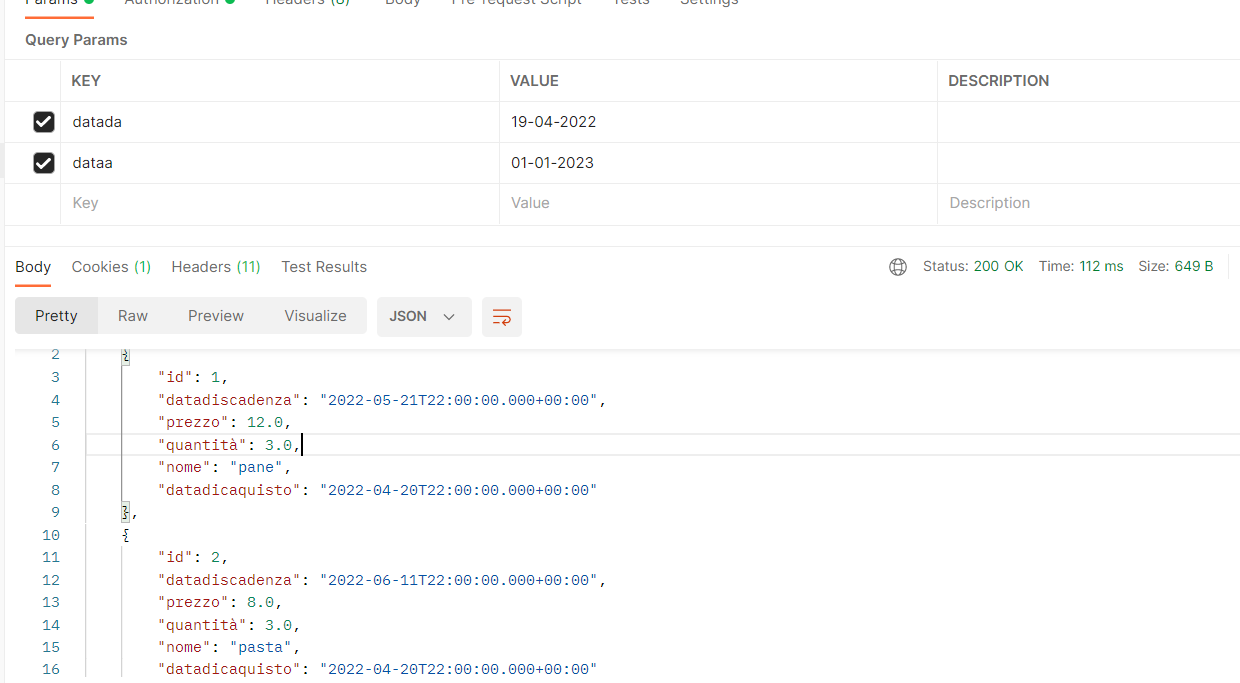 Params Authorization Headers (8) Body Pre-request Script Tests Settings
Query Params
KEY VALUE DESCRIPTION
datada 19-04-2022
dataa 01-01-2023
Key Value Description
Body Cookies (1) Headers (11) Test Results Status: 200 OK Time: 112 ms Size: 649 B
Pretty Raw Preview Visualize JSON
2 {
3 "id": 1,
4 "datadiscadenza": "2022-05-21T22:00:00.000+00:00",
5 "prezzo": 12.0,
6 "quantità": 3.0,
7 "nome": "pane",
8 "datadicaquisto": "2022-04-20T22:00:00.000+00:00"
9 },
10 {
11 "id": 2,
12 "datadiscadenza": "2022-06-11T22:00:00.000+00:00",
13 "prezzo": 8.0,
14 "quantità": 3.0,
15 "nome": "pasta",
16 "datadicaquisto": "2022-04-20T22:00:00.000+00:00"